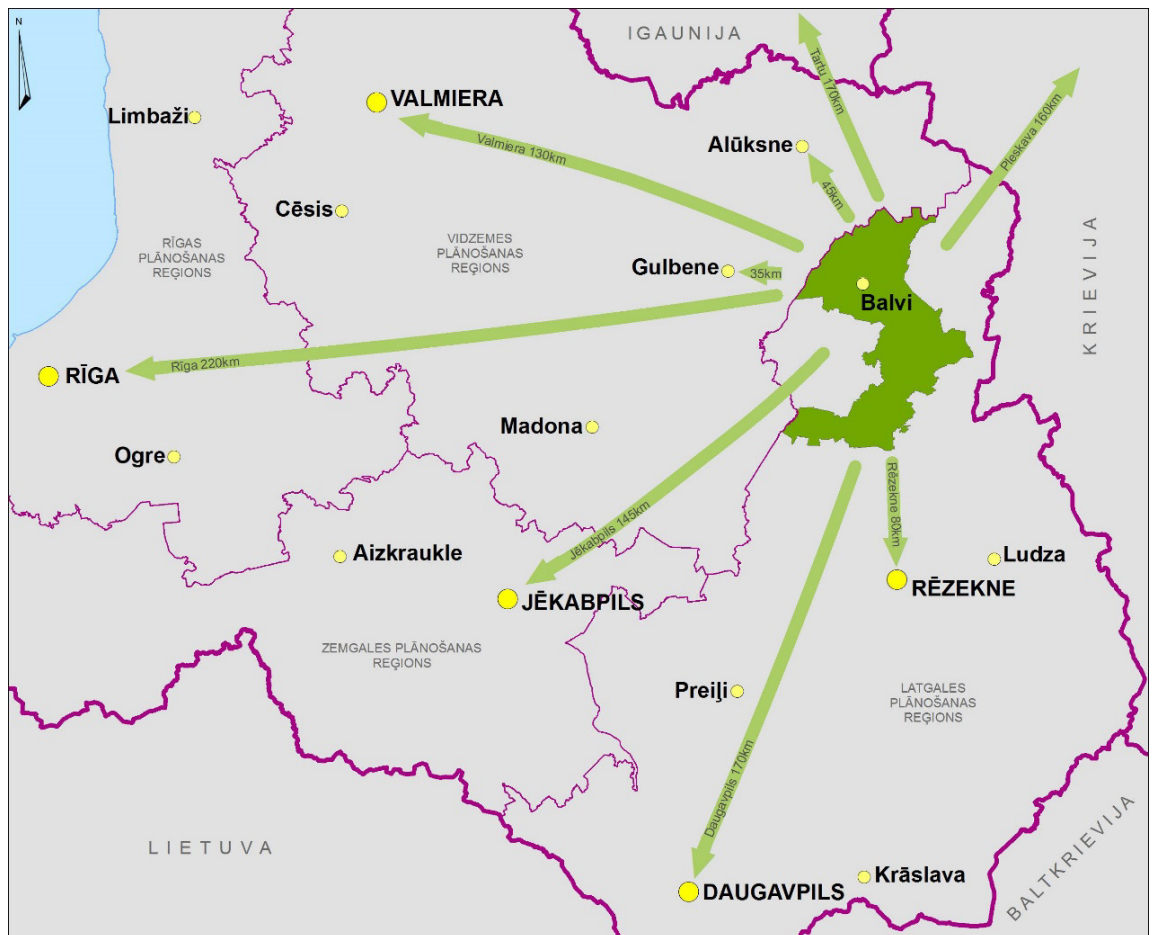 N
IGAUNIJA
Tartu 170km
Pleskava 160km
VALMIERA
Limbaži
Valmiera 130km
Alūksne
45km
Cēsis
RĪGAS
PLĀNOŠANAS
REĢIONS
VIDZEMES
PLĀNOŠANAS
REĢIONS
Gulbene
35km
Balvi
KRIEVIJA
Rīga 220km
RĪGA
Madona
Ogre
Rēzekne 80km
Jēkabpils 145km
Aizkraukle
Ludza
RĒZEKNE
JĒKABPILS
ZEMGALES PLĀNOŠANAS
REĢIONS
Preiļi
LATGALES
PLĀNOŠANAS
REĢIONS
Daugavpils 170km
LIETUVA
Krāslava
DAUGAVPILS
BALTKRIEVIJA